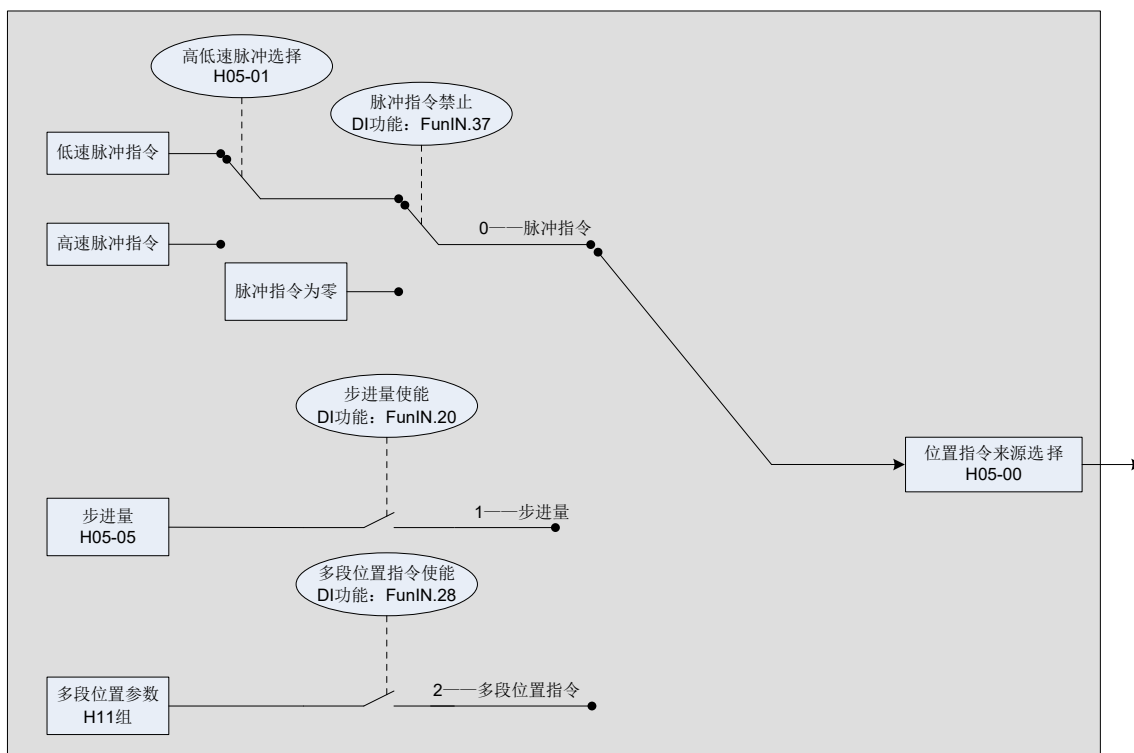 高低速脉冲选择
H05-01
脉冲指令禁止
DI功能：FunIN.37
低速脉冲指令
高速脉冲指令
0——脉冲指令
脉冲指令为零
步进量使能
DI功能：FunIN.20
位置指令来源选择
H05-00
步进量
H05-05
1——步进量
多段位置指令使能
DI功能：FunIN.28
多段位置参数
H11组
2——多段位置指令